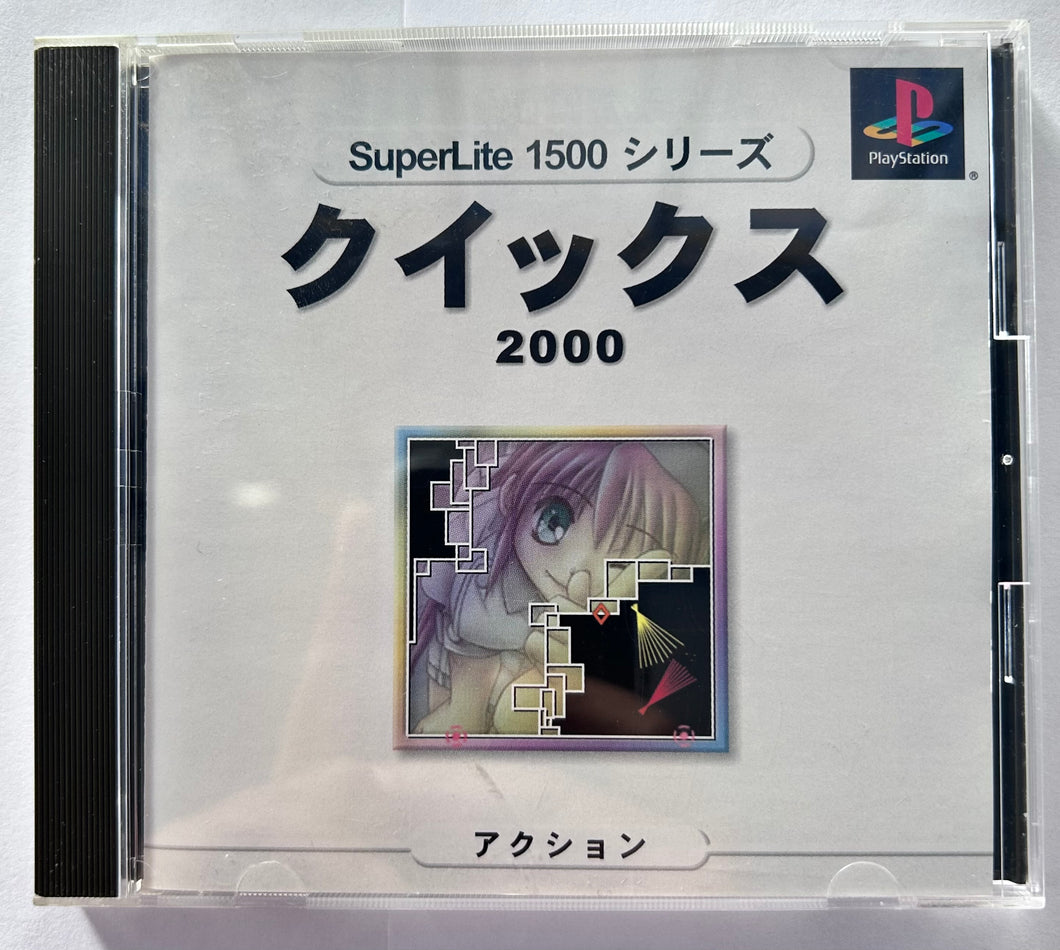 PlayStation
®
SuperLite 1500 シリーズ
クイックス
2000
アクション